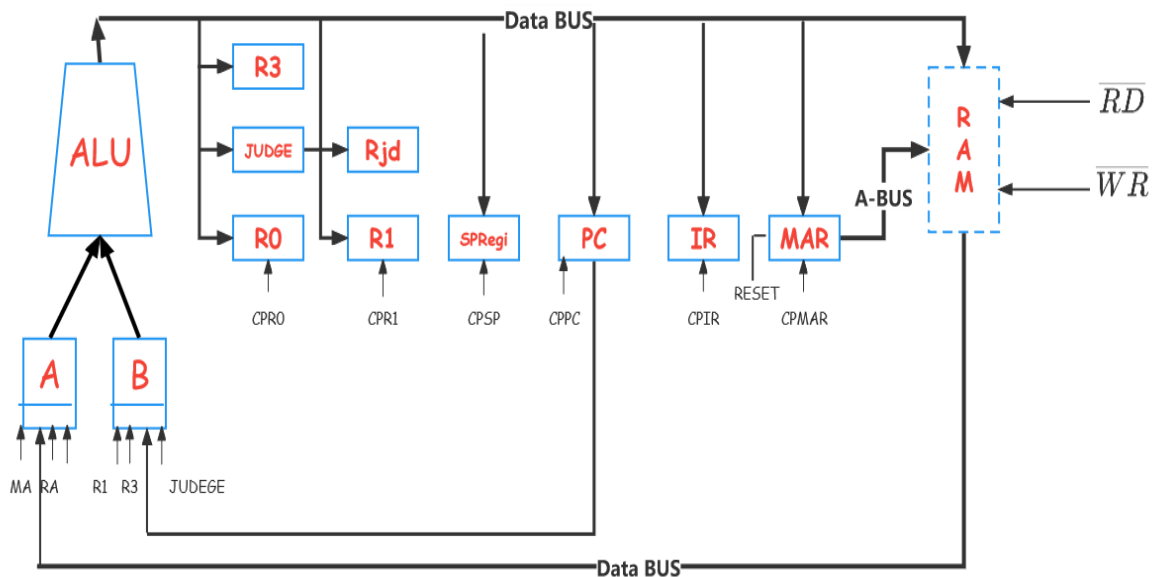 Data BUS
R3
ALU
JUDGE
Rjd
R0
R1
SPRegi
PC
IR
MAR
A-BUS
R
A
M
RD
WR
RESET
CPR0
CPR1
CPSP
CPPC
CPIR
CPMAR
A
B
MA RA R1 R3 JUDEGE
Data BUS